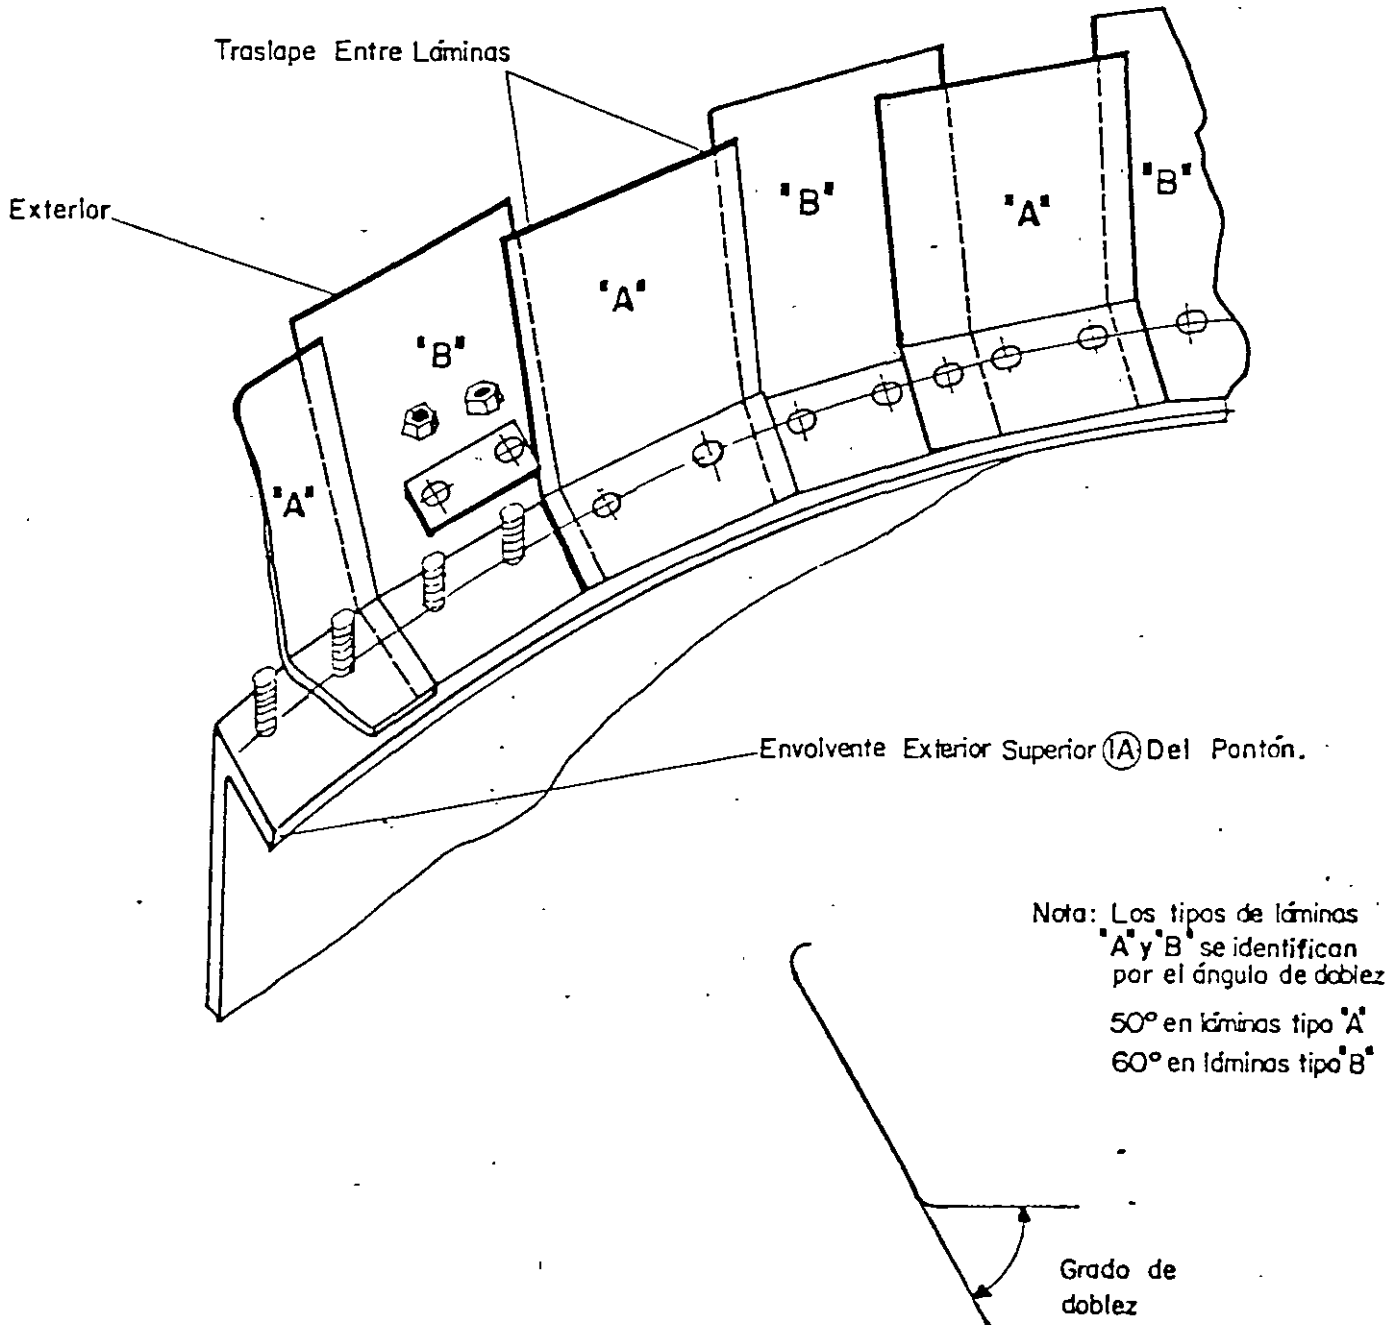 Traslape Entre Láminas
Exterior
"A"
"B"
"A"
"B"
"A"
"B"
Envolvente Exterior Superior 1A Del Pontón.
Nota: Los tipos de láminas
"A" y "B" se identifican
por el ángulo de doblez
50° en láminas tipo "A"
60° en láminas tipo "B"
Grado de
doblez